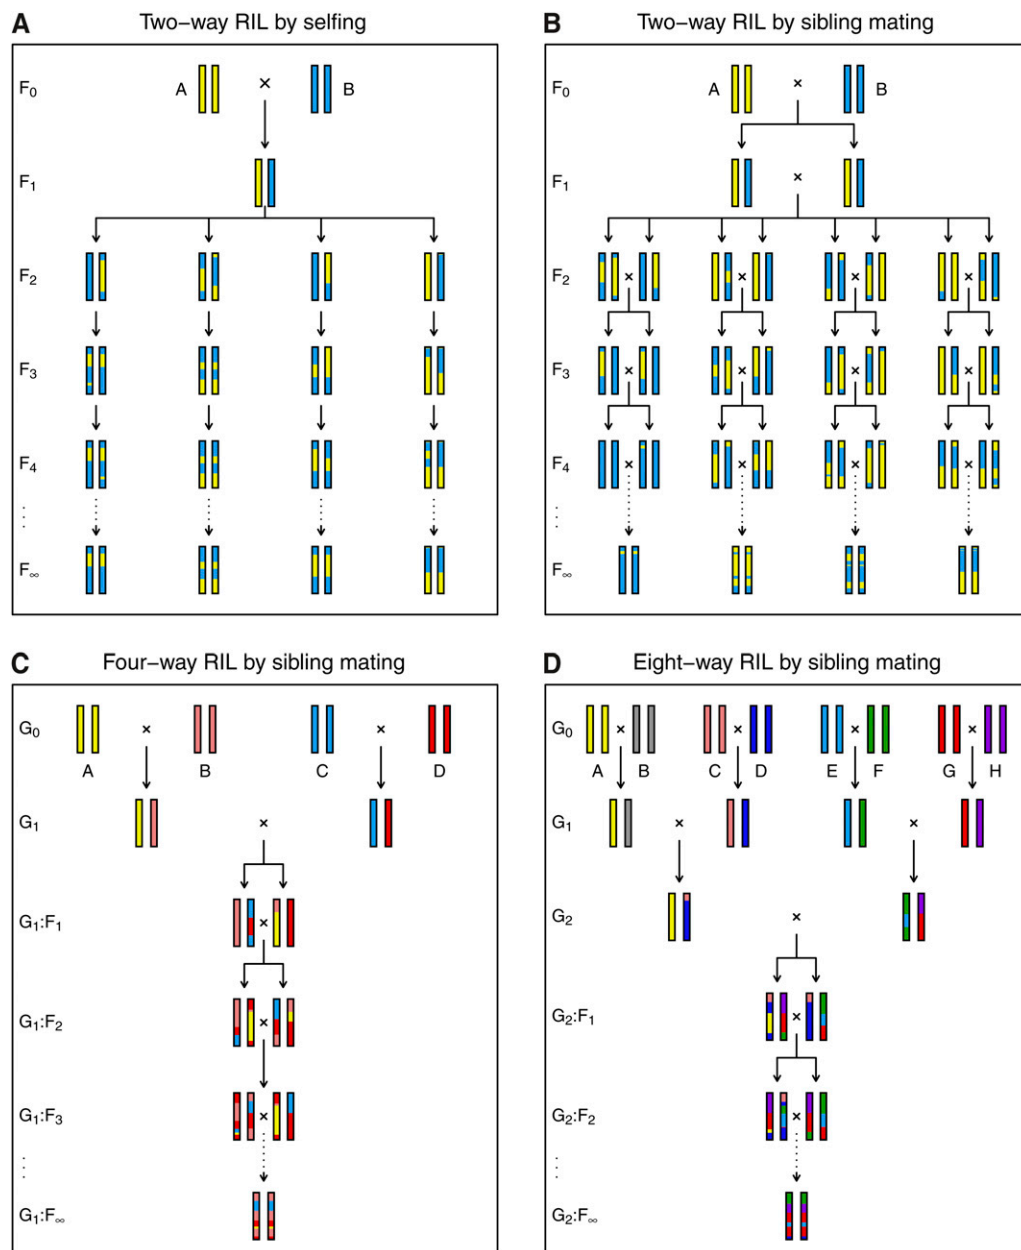 A Two-way RIL by selfing
F₀ A × B
F₁
F₂
F₃
F₄
⋮
F∞
B Two-way RIL by sibling mating
F₀ A × B
F₁ ×
F₂ × × × ×
F₃ × × × ×
F₄ × × × ×
⋮
F∞
C Four-way RIL by sibling mating
G₀ × ×
A B C D
G₁ ×
G₁:F₁ ×
G₁:F₂ ×
G₁:F₃ ×
⋮
G₁:F∞
D Eight-way RIL by sibling mating
G₀ × × × ×
A B C D E F G H
G₁ × ×
G₂ ×
G₂:F₁ ×
G₂:F₂ ×
⋮
G₂:F∞